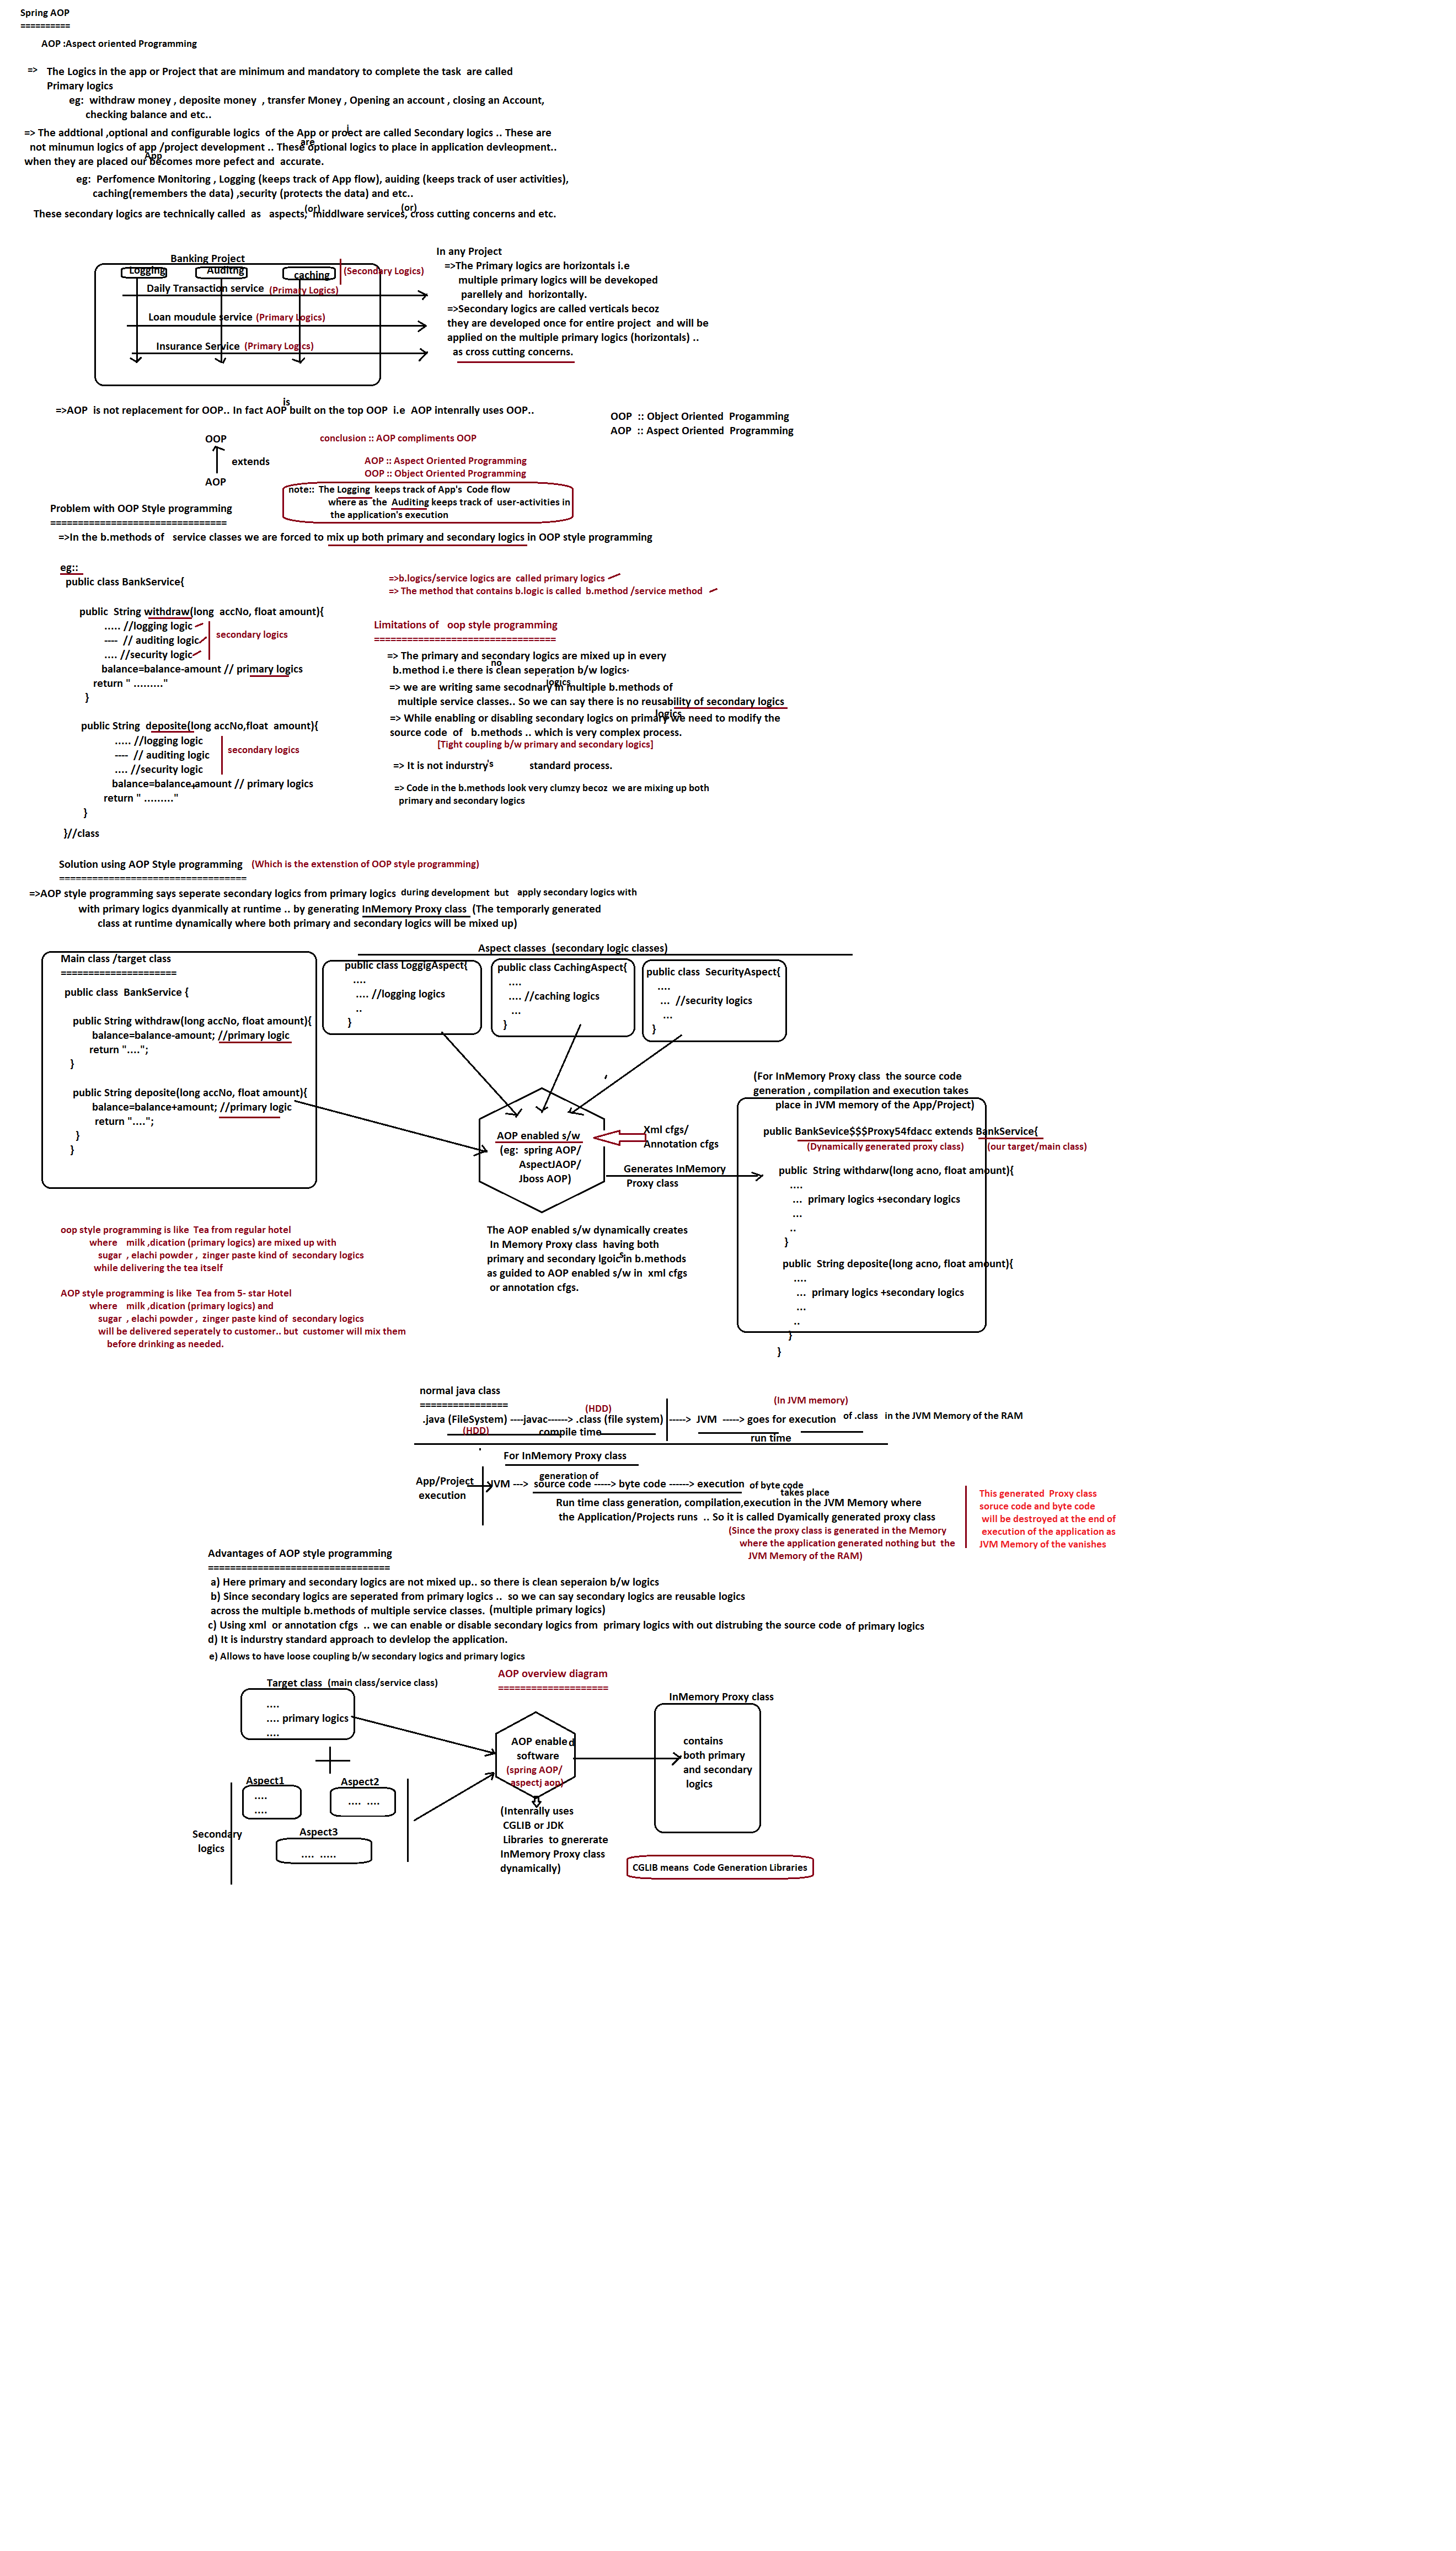 Spring AOP
==========
AOP :Aspect oriented Programming
=> The Logics in the app or Project that are minimum and mandatory to complete the task are called
Primary logics
eg: withdraw money , deposite money , transfer Money , Opening an account , closing an Account,
checking balance and etc..
=> The addtional ,optional and configurable logics of the App or project are called Secondary logics .. These are
not minumun logics of app /project development .. These are optional logics to place in application devleopment..
when they are placed our App becomes more pefect and accurate.
eg: Perfomence Monitoring , Logging (keeps track of App flow), auiding (keeps track of user activities),
caching(remembers the data) ,security (protects the data) and etc..
These secondary logics are technically called as aspects, (or) middlware services, (or) cross cutting concerns and etc.
Banking Project
Logging Auditng caching (Secondary Logics)
Daily Transaction service (Primary Logics)
Loan moudule service (Primary Logics)
Insurance Service (Primary Logics)
In any Project
=>The Primary logics are horizontals i.e
multiple primary logics will be devekoped
parellely and horizontally.
=>Secondary logics are called verticals becoz
they are developed once for entire project and will be
applied on the multiple primary logics (horizontals) ..
as cross cutting concerns.
=>AOP is not replacement for OOP.. In fact AOP is built on the top OOP i.e AOP intenrally uses OOP..
OOP :: Object Oriented Progamming
AOP :: Aspect Oriented Programming
OOP
extends
AOP
conclusion :: AOP compliments OOP
AOP :: Aspect Oriented Programming
OOP :: Object Oriented Programming
note:: The Logging keeps track of App's Code flow
where as the Auditing keeps track of user-activities in
the application's execution
Problem with OOP Style programming
================================
=>In the b.methods of service classes we are forced to mix up both primary and secondary logics in OOP style programming
eg::
public class BankService{
public String withdraw(long accNo, float amount){
..... //logging logic
---- // auditing logic
.... //security logic
secondary logics
balance=balance-amount // primary logics
return " ........."
}
public String deposite(long accNo,float amount){
..... //logging logic
---- // auditing logic
.... //security logic
secondary logics
balance=balance+amount // primary logics
return " ........."
}
}//class
=>b.logics/service logics are called primary logics
=> The method that contains b.logic is called b.method /service method
Limitations of oop style programming
=================================
=> The primary and secondary logics are mixed up in every
b.method i.e there is no clean seperation b/w logics.
=> we are writing same secodnary logics in multiple b.methods of
multiple service classes.. So we can say there is no reusability of secondary logics
=> While enabling or disabling secondary logics on primary logics we need to modify the
source code of b.methods .. which is very complex process.
[Tight coupling b/w primary and secondary logics]
=> It is not indurstry's standard process.
=> Code in the b.methods look very clumzy becoz we are mixing up both
primary and secondary logics
Solution using AOP Style programming (Which is the extenstion of OOP style programming)
==================================
=>AOP style programming says seperate secondary logics from primary logics during development but apply secondary logics with
with primary logics dyanmically at runtime .. by generating InMemory Proxy class (The temporarly generated
class at runtime dynamically where both primary and secondary logics will be mixed up)
Main class /target class
=====================
public class BankService {
public String withdraw(long accNo, float amount){
balance=balance-amount; //primary logic
return "....";
}
public String deposite(long accNo, float amount){
balance=balance+amount; //primary logic
return "....";
}
}
Aspect classes (secondary logic classes)
public class LoggigAspect{
....
.... //logging logics
..
}
public class CachingAspect{
....
.... //caching logics
...
}
public class SecurityAspect{
....
... //security logics
...
}
AOP enabled s/w
(eg: spring AOP/
AspectJAOP/
Jboss AOP)
Xml cfgs/
Annotation cfgs
Generates InMemory
Proxy class
The AOP enabled s/w dynamically creates
In Memory Proxy class having both
primary and secondary lgoics in b.methods
as guided to AOP enabled s/w in xml cfgs
or annotation cfgs.
(For InMemory Proxy class the source code
generation , compilation and execution takes
place in JVM memory of the App/Project)
public BankSevice$$$Proxy54fdacc extends BankService{
(Dynamically generated proxy class) (our target/main class)
public String withdarw(long acno, float amount){
....
... primary logics +secondary logics
...
..
}
public String deposite(long acno, float amount){
....
... primary logics +secondary logics
...
..
}
}
oop style programming is like Tea from regular hotel
where milk ,dication (primary logics) are mixed up with
sugar , elachi powder , zinger paste kind of secondary logics
while delivering the tea itself
AOP style programming is like Tea from 5- star Hotel
where milk ,dication (primary logics) and
sugar , elachi powder , zinger paste kind of secondary logics
will be delivered seperately to customer.. but customer will mix them
before drinking as needed.
normal java class
================
.java (FileSystem) ----javac------> .class (file system) -----> JVM -----> goes for execution of .class in the JVM Memory of the RAM
(HDD) compile time (HDD) (In JVM memory)
run time
For InMemory Proxy class
App/Project
execution
JVM ---> generation of source code -----> byte code ------> execution of byte code takes place
Run time class generation, compilation,execution in the JVM Memory where
the Application/Projects runs .. So it is called Dyamically generated proxy class
(Since the proxy class is generated in the Memory
where the application generated nothing but the
JVM Memory of the RAM)
This generated Proxy class
soruce code and byte code
will be destroyed at the end of
execution of the application as
JVM Memory of the vanishes
Advantages of AOP style programming
=================================
a) Here primary and secondary logics are not mixed up.. so there is clean seperaion b/w logics
b) Since secondary logics are seperated from primary logics .. so we can say secondary logics are reusable logics
across the multiple b.methods of multiple service classes. (multiple primary logics)
c) Using xml or annotation cfgs .. we can enable or disable secondary logics from primary logics with out distrubing the source code of primary logics
d) It is indurstry standard approach to devlelop the application.
e) Allows to have loose coupling b/w secondary logics and primary logics
AOP overview diagram
====================
Target class (main class/service class)
....
.... primary logics
....
Aspect1
....
....
Aspect2
.... ....
Aspect3
.... .....
Secondary
logics
AOP enabled
software
(spring AOP/
aspectj aop)
(Intenrally uses
CGLIB or JDK
Libraries to gnererate
InMemory Proxy class
dynamically)
InMemory Proxy class
contains
both primary
and secondary
logics
CGLIB means Code Generation Libraries